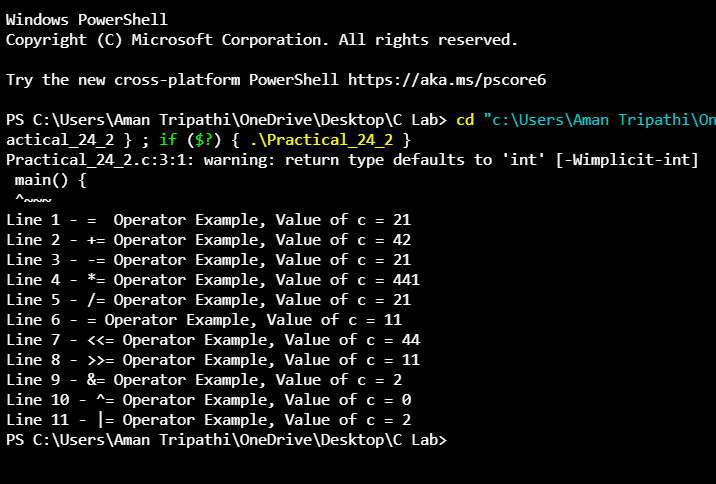 Windows PowerShell
Copyright (C) Microsoft Corporation. All rights reserved.
Try the new cross-platform PowerShell https://aka.ms/pscore6
PS C:\Users\Aman Tripathi\OneDrive\Desktop\C Lab> cd "c:\Users\Aman Tripathi\On
actical_24_2 } ; if ($?) { .\Practical_24_2 }
Practical_24_2.c:3:1: warning: return type defaults to 'int' [-Wimplicit-int]
 main() {
 ^~~~
Line 1 - =  Operator Example, Value of c = 21
Line 2 - += Operator Example, Value of c = 42
Line 3 - -= Operator Example, Value of c = 21
Line 4 - *= Operator Example, Value of c = 441
Line 5 - /= Operator Example, Value of c = 21
Line 6 - = Operator Example, Value of c = 11
Line 7 - <<= Operator Example, Value of c = 44
Line 8 - >>= Operator Example, Value of c = 11
Line 9 - &= Operator Example, Value of c = 2
Line 10 - ^= Operator Example, Value of c = 0
Line 11 - |= Operator Example, Value of c = 2
PS C:\Users\Aman Tripathi\OneDrive\Desktop\C Lab>